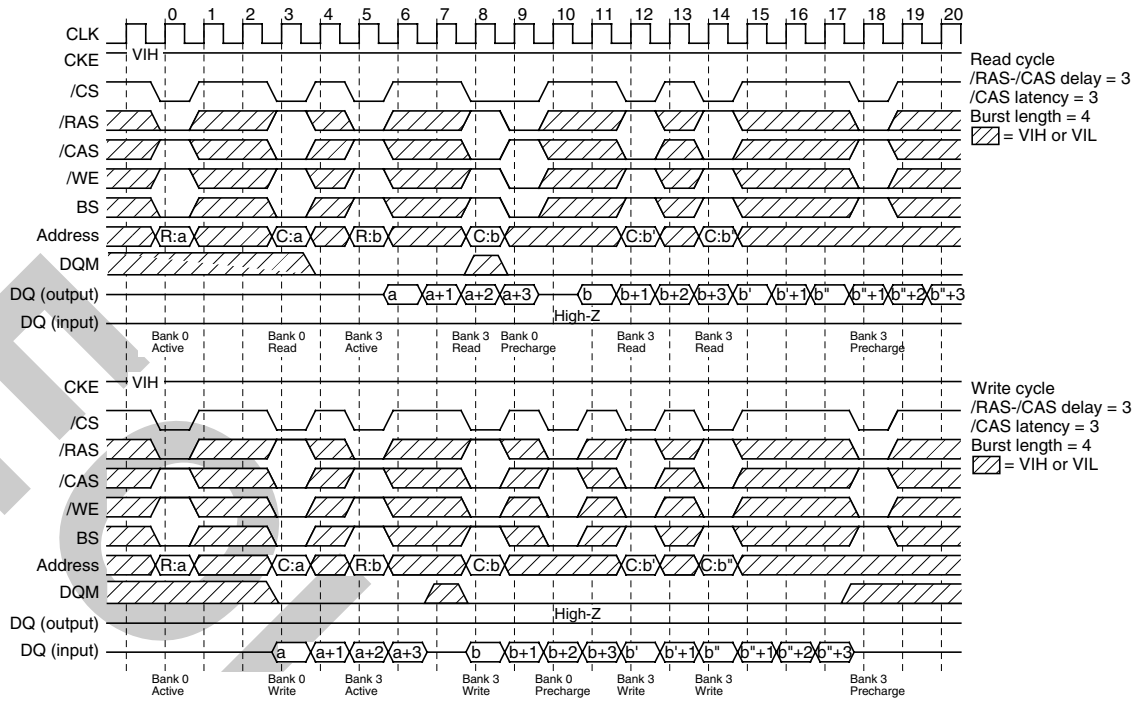 0 1 2 3 4 5 6 7 8 9 10 11 12 13 14 15 16 17 18 19 20
CLK
CKE VIH
/CS
/RAS
/CAS
/WE
BS
Address R:a C:a R:b C:b C:b' C:b"
DQM
DQ (output) a a+1 a+2 a+3 b b+1 b+2 b+3 b' b'+1 b" b"+1 b"+2 b"+3
High-Z
DQ (input)
Bank 0 Active
Bank 0 Read
Bank 3 Active
Bank 3 Read
Bank 0 Precharge
Bank 3 Read
Bank 3 Read
Bank 3 Precharge
Read cycle
/RAS-/CAS delay = 3
/CAS latency = 3
Burst length = 4
= VIH or VIL
CKE VIH
/CS
/RAS
/CAS
/WE
BS
Address R:a C:a R:b C:b C:b' C:b"
DQM
High-Z
DQ (output)
DQ (input) a a+1 a+2 a+3 b b+1 b+2 b+3 b' b'+1 b" b"+1 b"+2 b"+3
Bank 0 Active
Bank 0 Write
Bank 3 Active
Bank 3 Write
Bank 0 Precharge
Bank 3 Write
Bank 3 Write
Bank 3 Precharge
Write cycle
/RAS-/CAS delay = 3
/CAS latency = 3
Burst length = 4
= VIH or VIL